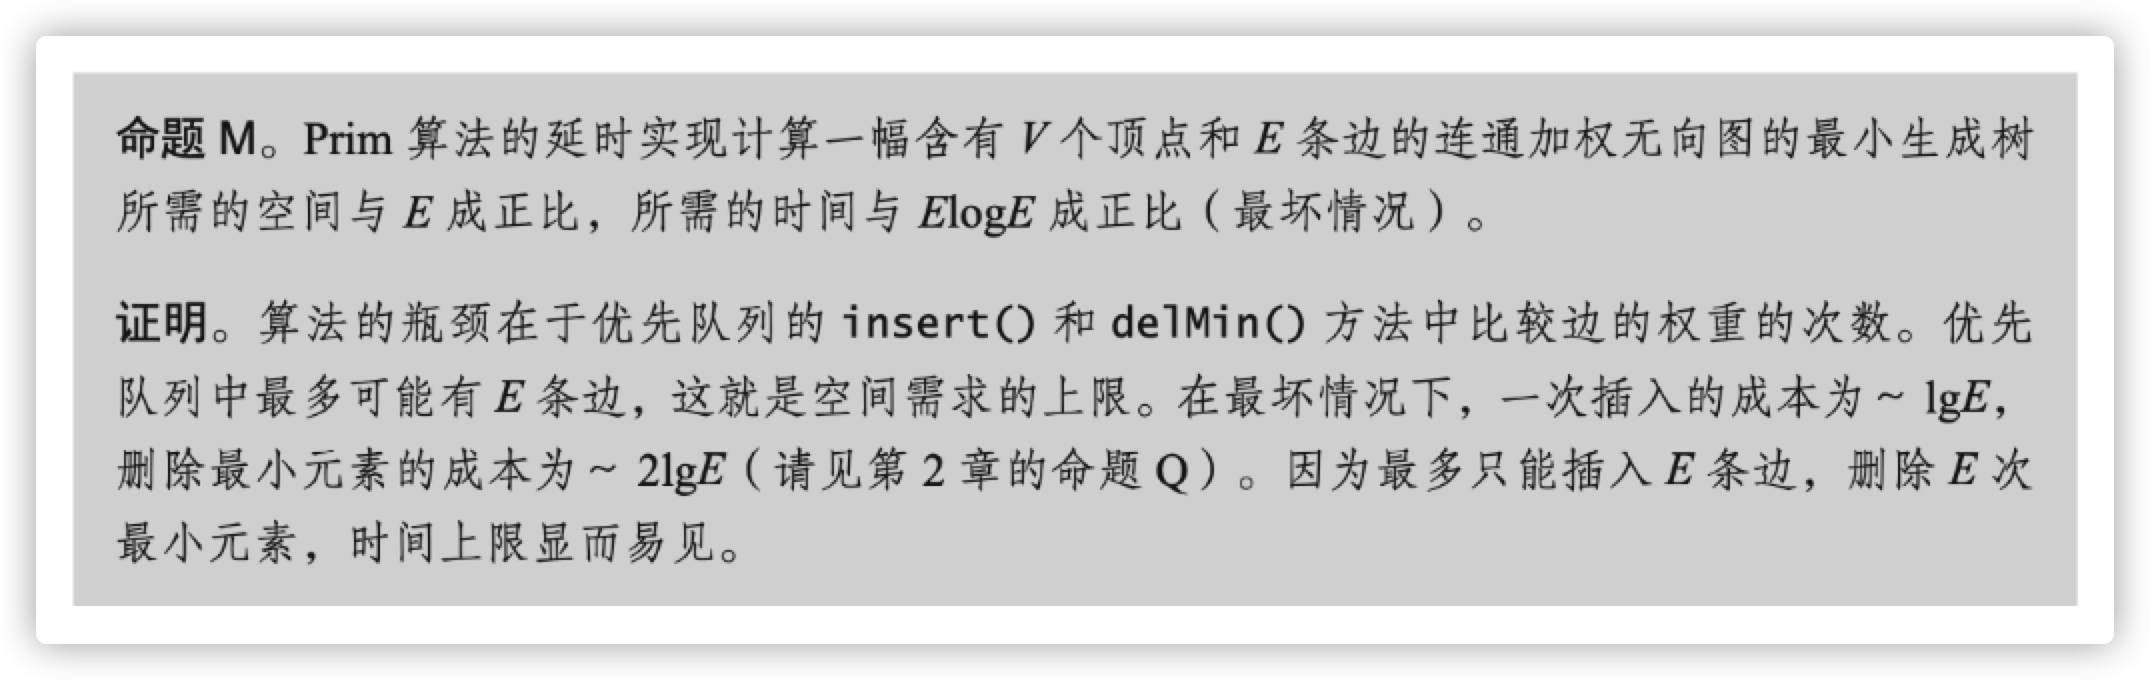 命题 M。Prim 算法的延时实现计算一幅含有 V 个顶点和 E 条边的连通加权无向图的最小生成树
所需的空间与 E 成正比，所需的时间与 ElogE 成正比（最坏情况）。
证明。算法的瓶颈在于优先队列的 insert() 和 delMin() 方法中比较边的权重的次数。优先
队列中最多可能有 E 条边，这就是空间需求的上限。在最坏情况下，一次插入的成本为~ lgE，
删除最小元素的成本为~ 2lgE（请见第 2 章的命题 Q）。因为最多只能插入 E 条边，删除 E 次
最小元素，时间上限显而易见。